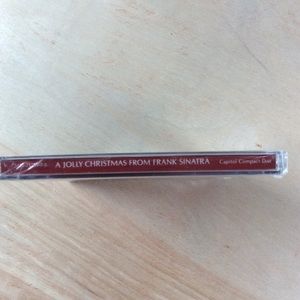 A JOLLY CHRISTMAS FROM FRANK SINATRA Capitol Compact Disc